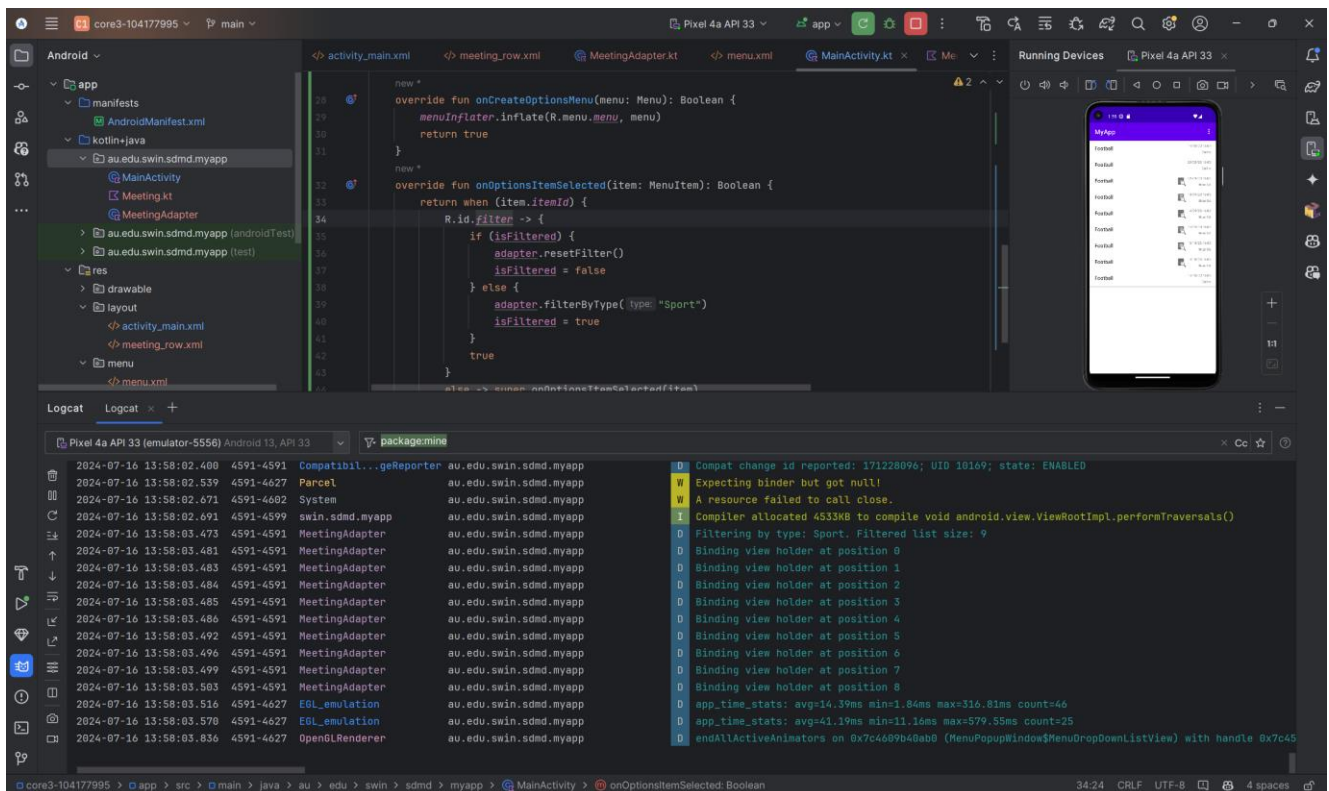 core3-104177995
main
Pixel 4a API 33
app
Android
activity_main.xml
meeting_row.xml
MeetingAdapter.kt
menu.xml
MainActivity.kt
Me
Running Devices
Pixel 4a API 33
app
manifests
AndroidManifest.xml
kotlin+java
au.edu.swin.sdmd.myapp
MainActivity
Meeting.kt
MeetingAdapter
au.edu.swin.sdmd.myapp (androidTest)
au.edu.swin.sdmd.myapp (test)
res
drawable
layout
activity_main.xml
meeting_row.xml
menu
menu.xml
new *
2
28 override fun onCreateOptionsMenu(menu: Menu): Boolean {
29 menuInflater.inflate(R.menu.menu, menu)
30 return true
31 }
new *
32 override fun onOptionsItemSelected(item: MenuItem): Boolean {
33 return when (item.itemId) {
34 R.id.filter -> {
35 if (isFiltered) {
36 adapter.resetFilter()
37 isFiltered = false
38 } else {
39 adapter.filterByType( type: "Sport")
40 isFiltered = true
41 }
42 true
43 }
else -> super.onOptionsItemSelected(item)
MyApp
Football
Football
Football
Football
Football
Football
Football
Football
Football
1:1
Logcat
Logcat
Pixel 4a API 33 (emulator-5556) Android 13, API 33
package:mine
Cc
2024-07-16 13:58:02.400 4591-4591 Compatibil...geReporter au.edu.swin.sdmd.myapp D Compat change id reported: 171228096; UID 10169; state: ENABLED
2024-07-16 13:58:02.539 4591-4627 Parcel au.edu.swin.sdmd.myapp W Expecting binder but got null!
2024-07-16 13:58:02.671 4591-4602 System au.edu.swin.sdmd.myapp W A resource failed to call close.
2024-07-16 13:58:02.691 4591-4599 swin.sdmd.myapp au.edu.swin.sdmd.myapp I Compiler allocated 4533KB to compile void android.view.ViewRootImpl.performTraversals()
2024-07-16 13:58:03.473 4591-4591 MeetingAdapter au.edu.swin.sdmd.myapp D Filtering by type: Sport. Filtered list size: 9
2024-07-16 13:58:03.481 4591-4591 MeetingAdapter au.edu.swin.sdmd.myapp D Binding view holder at position 0
2024-07-16 13:58:03.483 4591-4591 MeetingAdapter au.edu.swin.sdmd.myapp D Binding view holder at position 1
2024-07-16 13:58:03.484 4591-4591 MeetingAdapter au.edu.swin.sdmd.myapp D Binding view holder at position 2
2024-07-16 13:58:03.485 4591-4591 MeetingAdapter au.edu.swin.sdmd.myapp D Binding view holder at position 3
2024-07-16 13:58:03.486 4591-4591 MeetingAdapter au.edu.swin.sdmd.myapp D Binding view holder at position 4
2024-07-16 13:58:03.492 4591-4591 MeetingAdapter au.edu.swin.sdmd.myapp D Binding view holder at position 5
2024-07-16 13:58:03.496 4591-4591 MeetingAdapter au.edu.swin.sdmd.myapp D Binding view holder at position 6
2024-07-16 13:58:03.499 4591-4591 MeetingAdapter au.edu.swin.sdmd.myapp D Binding view holder at position 7
2024-07-16 13:58:03.503 4591-4591 MeetingAdapter au.edu.swin.sdmd.myapp D Binding view holder at position 8
2024-07-16 13:58:03.516 4591-4627 EGL_emulation au.edu.swin.sdmd.myapp D app_time_stats: avg=14.39ms min=1.84ms max=316.81ms count=46
2024-07-16 13:58:03.570 4591-4627 EGL_emulation au.edu.swin.sdmd.myapp D app_time_stats: avg=41.19ms min=11.16ms max=579.55ms count=25
2024-07-16 13:58:03.836 4591-4627 OpenGLRenderer au.edu.swin.sdmd.myapp D endAllActiveAnimators on 0x7c4609b40ab0 (MenuPopupWindow$MenuDropDownListView) with handle 0x7c45
core3-104177995 > app > src > main > java > au > edu > swin > sdmd > myapp > MainActivity > onOptionsItemSelected: Boolean
34:24 CRLF UTF-8 4 spaces